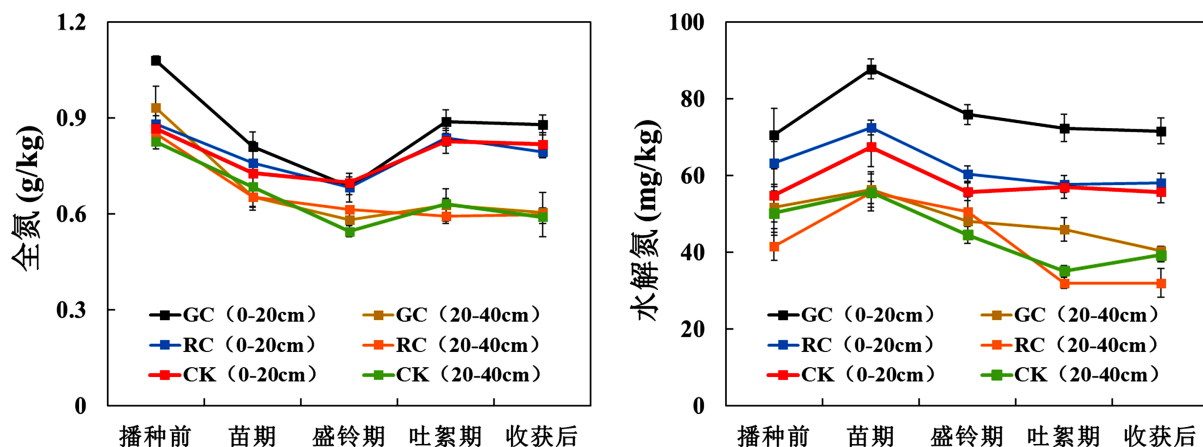 全氮 (g/kg)
1.2
0.9
0.6
0.3
0
GC（0-20cm） GC（20-40cm）
RC（0-20cm） RC（20-40cm）
CK（0-20cm） CK（20-40cm）
播种前 苗期 盛铃期 吐絮期 收获后
水解氮 (mg/kg)
100
80
60
40
20
0
GC（0-20cm） GC（20-40cm）
RC（0-20cm） RC（20-40cm）
CK（0-20cm） CK（20-40cm）
播种前 苗期 盛铃期 吐絮期 收获后